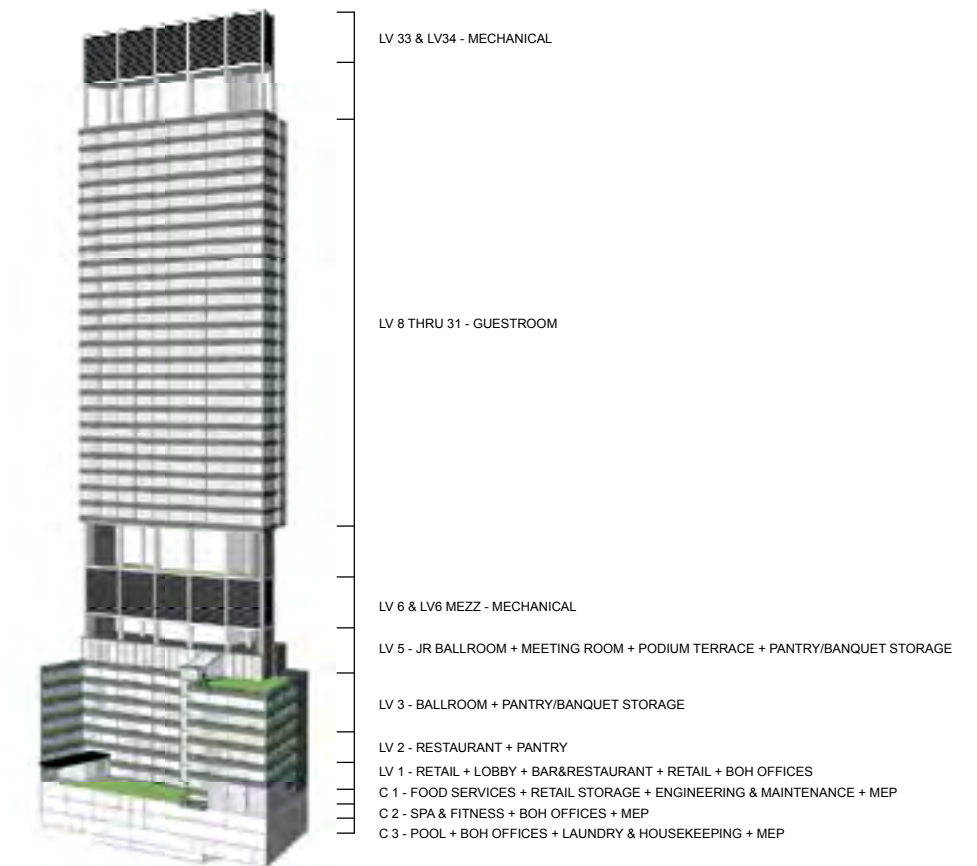 LV 33 & LV34 - MECHANICAL
LV 8 THRU 31 - GUESTROOM
LV 6 & LV6 MEZZ - MECHANICAL
LV 5 - JR BALLROOM + MEETING ROOM + PODIUM TERRACE + PANTRY/BANQUET STORAGE
LV 3 - BALLROOM + PANTRY/BANQUET STORAGE
LV 2 - RESTAURANT + PANTRY
LV 1 - RETAIL + LOBBY + BAR&RESTAURANT + RETAIL + BOH OFFICES
C 1 - FOOD SERVICES + RETAIL STORAGE + ENGINEERING & MAINTENANCE + MEP
C 2 - SPA & FITNESS + BOH OFFICES + MEP
C 3 - POOL + BOH OFFICES + LAUNDRY & HOUSEKEEPING + MEP